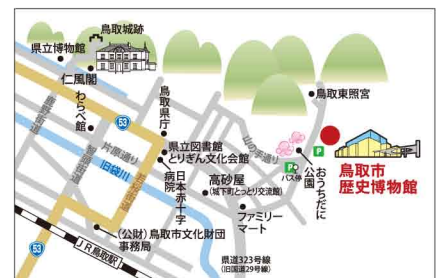 鳥取城跡
県立博物館
仁風閣
わらべ館
鳥取県庁
鳥取東照宮
53
片原通り
山の手通り
県立図書館
とりぎん文化会館
旧袋川
日本赤十字
病院
高砂屋
(城下町とっとり交流館)
P
P
バス停
おうちだに
公園
鳥取市
歴史博物館
ファミリー
マート
(公財)鳥取市文化財団
事務局
53
JR鳥取駅
県道323号線
(旧国道29号線)